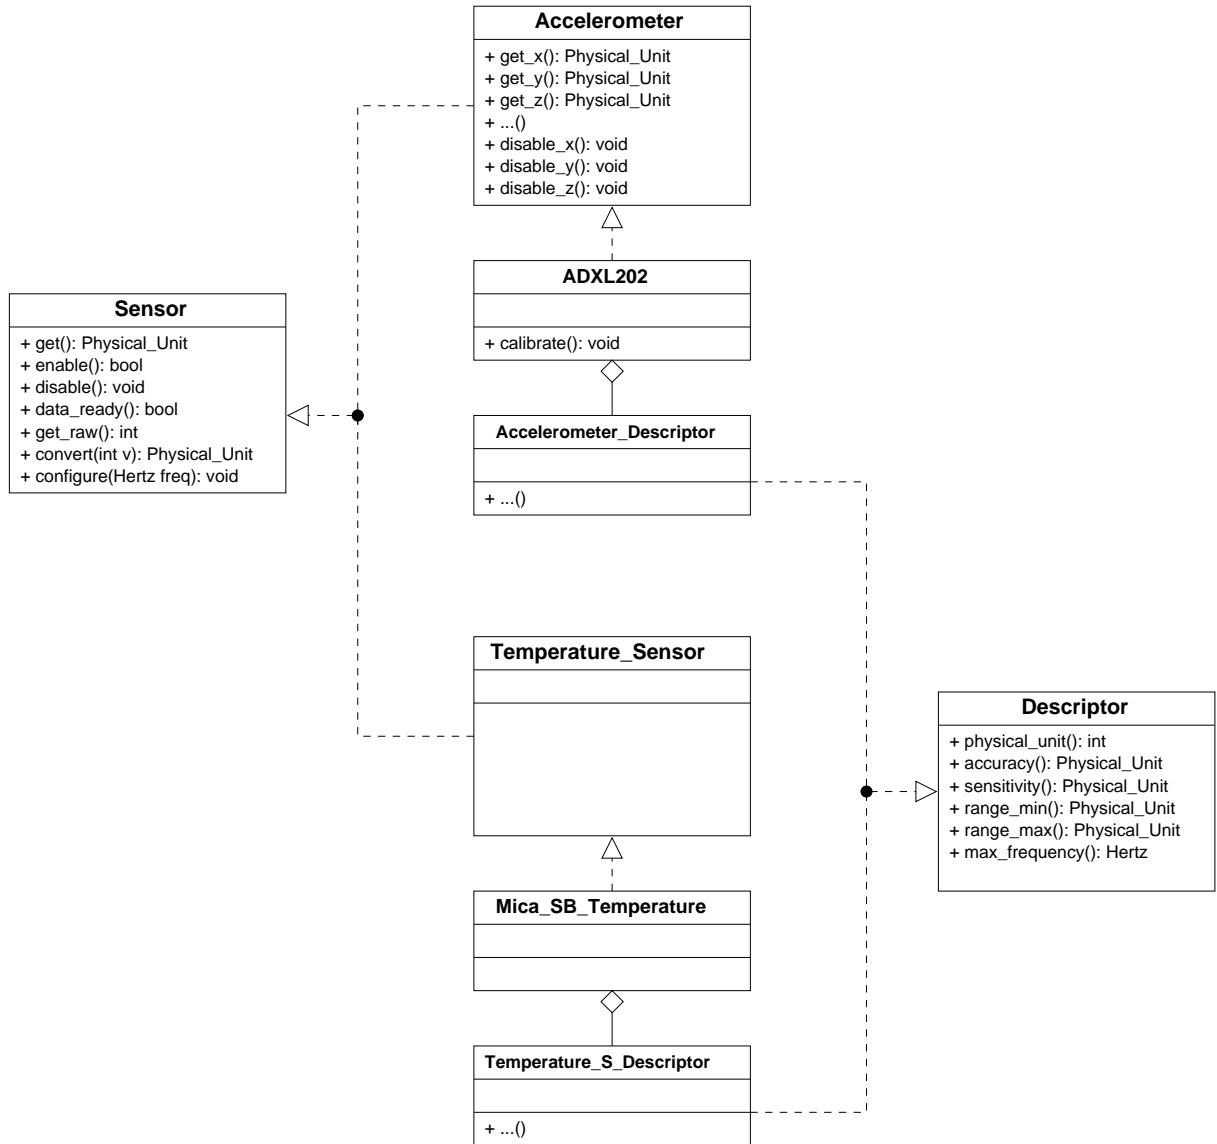 Accelerometer
+ get_x(): Physical_Unit
+ get_y(): Physical_Unit
+ get_z(): Physical_Unit
+ ...()
+ disable_x(): void
+ disable_y(): void
+ disable_z(): void
ADXL202
+ calibrate(): void
Sensor
+ get(): Physical_Unit
+ enable(): bool
+ disable(): void
+ data_ready(): bool
+ get_raw(): int
+ convert(int v): Physical_Unit
+ configure(Hertz freq): void
Accelerometer_Descriptor
+ ...()
Temperature_Sensor
Descriptor
+ physical_unit(): int
+ accuracy(): Physical_Unit
+ sensitivity(): Physical_Unit
+ range_min(): Physical_Unit
+ range_max(): Physical_Unit
+ max_frequency(): Hertz
Mica_SB_Temperature
Temperature_S_Descriptor
+ ...()